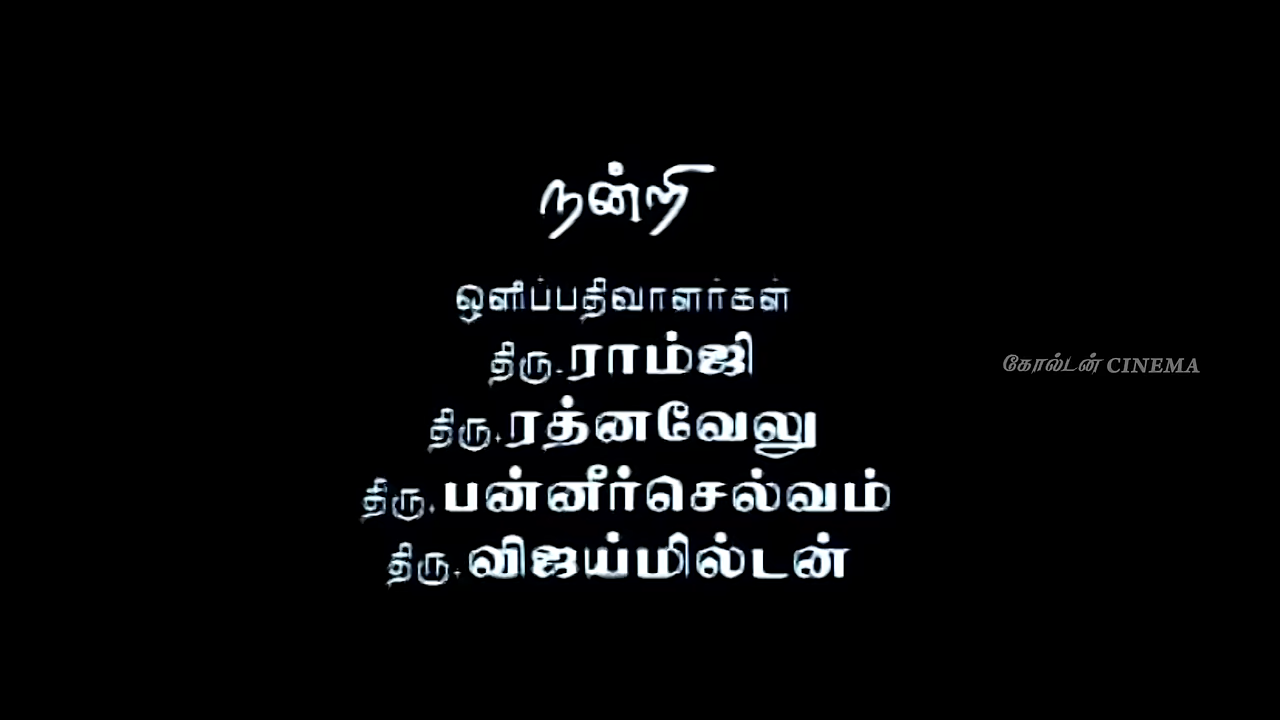 நன்றி
ஒளிப்பதிவாளர்கள்
திரு.ராம்ஜி
திரு.ரத்னவேலு
திரு.பன்னீர்செல்வம்
திரு.விஜய்மில்டன்
கோல்டன் CINEMA